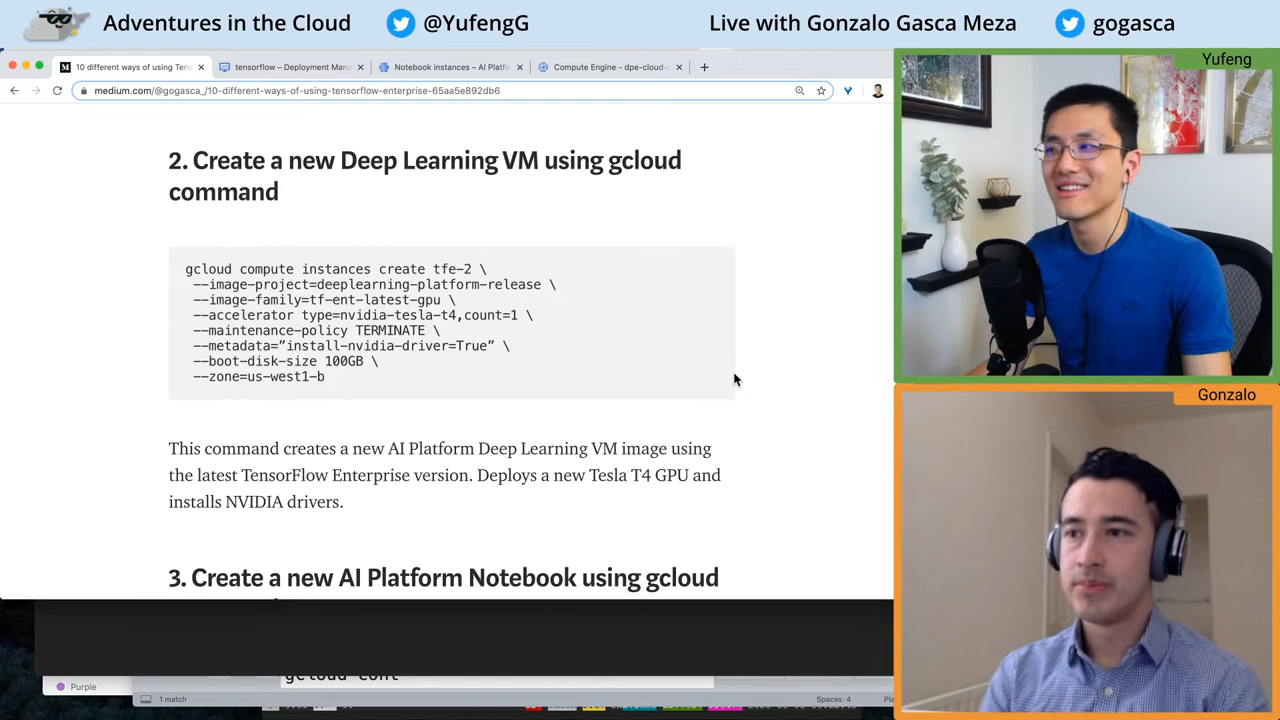 Adventures in the Cloud @YufengG Live with Gonzalo Gasca Meza gogasca
10 different ways of using Tens tensorflow – Deployment Mana Notebook instances – AI Platfo Compute Engine - dpe-cloud-
medium.com/@gogasca_/10-different-ways-of-using-tensorflow-enterprise-65aa5e892db6
Yufeng
2. Create a new Deep Learning VM using gcloud
command
gcloud compute instances create tfe-2 \
--image-project=deeplearning-platform-release \
--image-family=tf-ent-latest-gpu \
--accelerator type=nvidia-tesla-t4,count=1 \
--maintenance-policy TERMINATE \
--metadata=”install-nvidia-driver=True” \
--boot-disk-size 100GB \
--zone=us-west1-b
Gonzalo
This command creates a new AI Platform Deep Learning VM image using
the latest TensorFlow Enterprise version. Deploys a new Tesla T4 GPU and
installs NVIDIA drivers.
3. Create a new AI Platform Notebook using gcloud
gcloud cont
Purple
1 match Spaces: 4